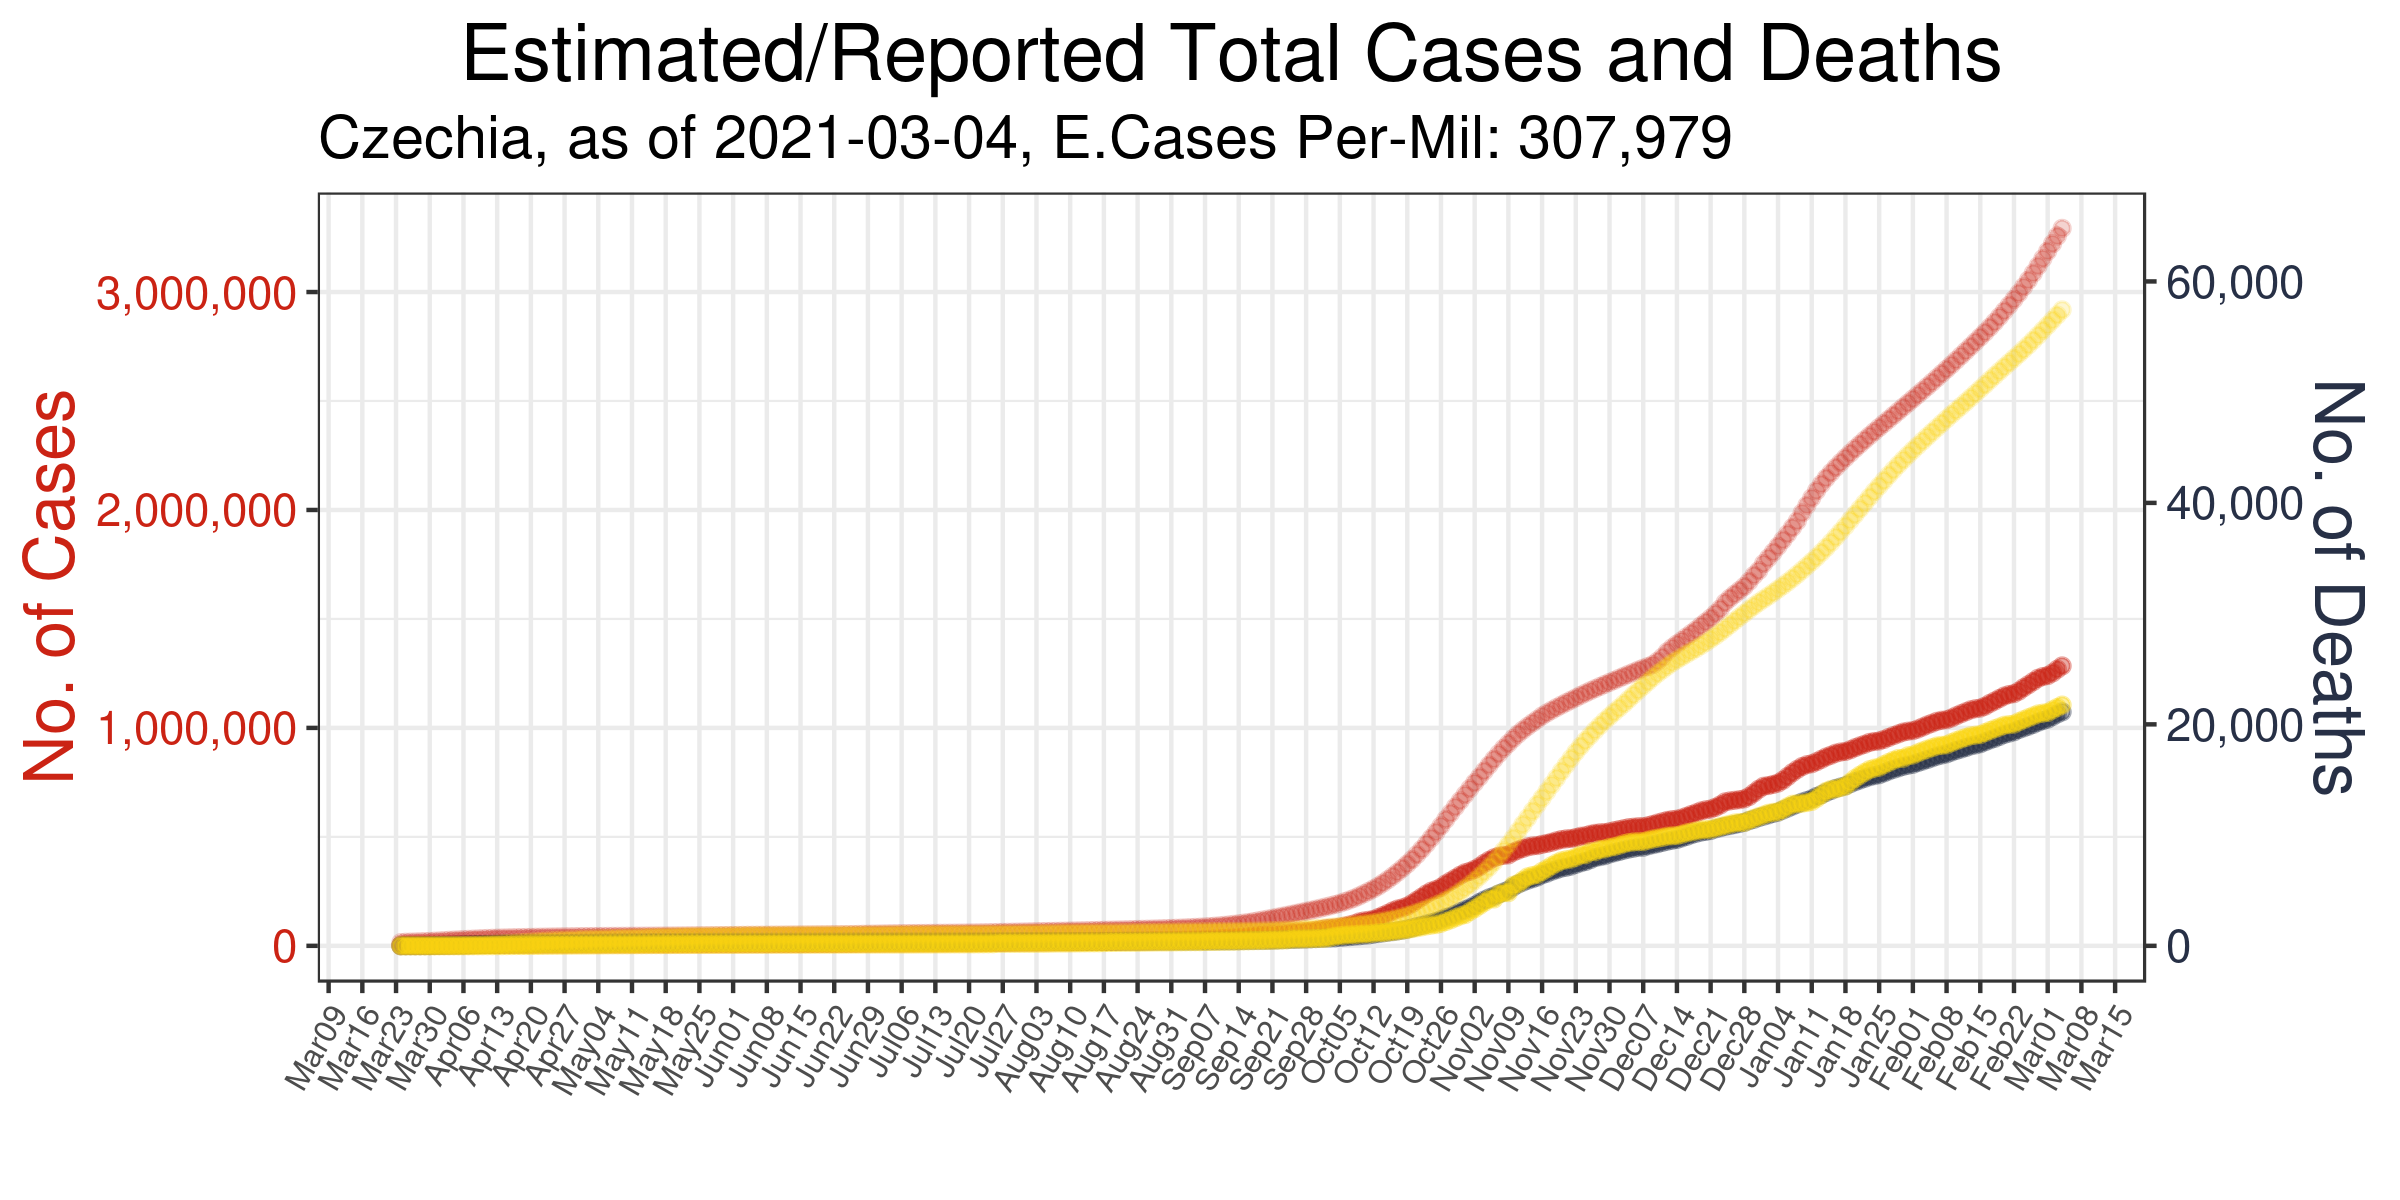 Estimated/Reported Total Cases and Deaths
Czechia, as of 2021-03-04, E.Cases Per-Mil: 307,979
No. of Cases
3,000,000
2,000,000
1,000,000
0
60,000
40,000
20,000
0
No. of Deaths
Mar09
Mar16
Mar23
Mar30
Apr06
Apr13
Apr20
Apr27
May04
May11
May18
May25
Jun01
Jun08
Jun15
Jun22
Jun29
Jul06
Jul13
Jul20
Jul27
Aug03
Aug10
Aug17
Aug24
Aug31
Sep07
Sep14
Sep21
Sep28
Oct05
Oct12
Oct19
Oct26
Nov02
Nov09
Nov16
Nov23
Nov30
Dec07
Dec14
Dec21
Dec28
Jan04
Jan11
Jan18
Jan25
Feb01
Feb08
Feb15
Feb22
Mar01
Mar08
Mar15